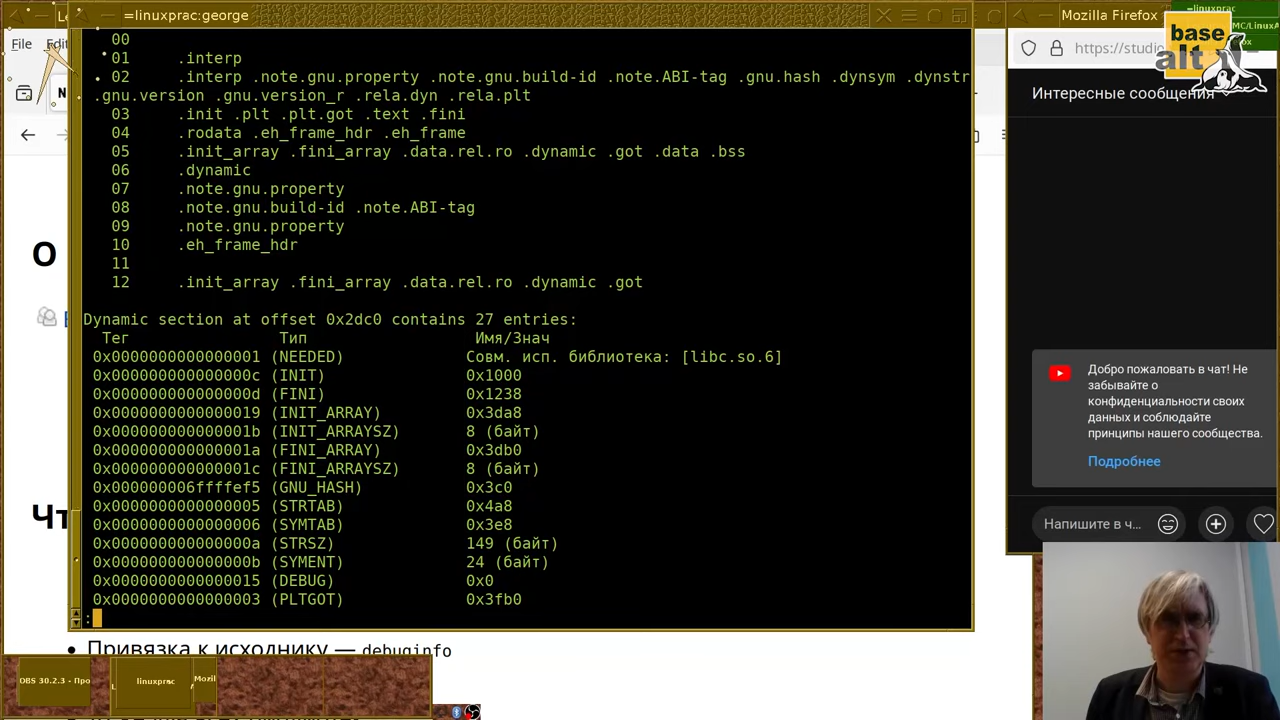 =linuxprac:george
Mozilla Firefox
=linuxprac
MC/LinuxA
base
alt
File Edit
https://studio
Интересные сообщения
00
01 .interp
02 .interp .note.gnu.property .note.gnu.build-id .note.ABI-tag .gnu.hash .dynsym .dynstr
.gnu.version .gnu.version_r .rela.dyn .rela.plt
03 .init .plt .plt.got .text .fini
04 .rodata .eh_frame_hdr .eh_frame
05 .init_array .fini_array .data.rel.ro .dynamic .got .data .bss
06 .dynamic
07 .note.gnu.property
08 .note.gnu.build-id .note.ABI-tag
09 .note.gnu.property
10 .eh_frame_hdr
11
12 .init_array .fini_array .data.rel.ro .dynamic .got
Dynamic section at offset 0x2dc0 contains 27 entries:
Тег Тип Имя/Знач
0x0000000000000001 (NEEDED) Совм. исп. библиотека: [libc.so.6]
0x000000000000000c (INIT) 0x1000
0x000000000000000d (FINI) 0x1238
0x0000000000000019 (INIT_ARRAY) 0x3da8
0x000000000000001b (INIT_ARRAYSZ) 8 (байт)
0x000000000000001a (FINI_ARRAY) 0x3db0
0x000000000000001c (FINI_ARRAYSZ) 8 (байт)
0x000000006ffffef5 (GNU_HASH) 0x3c0
0x0000000000000005 (STRTAB) 0x4a8
0x0000000000000006 (SYMTAB) 0x3e8
0x000000000000000a (STRSZ) 149 (байт)
0x000000000000000b (SYMENT) 24 (байт)
0x0000000000000015 (DEBUG) 0x0
0x0000000000000003 (PLTGOT) 0x3fb0
:
О
Чт
Добро пожаловать в чат! Не
забывайте о
конфиденциальности своих
данных и соблюдайте
принципы нашего сообщества.
Подробнее
Напишите в ч...
Привязка к исходнику — debuginfo
OBS 30.2.3 - Про
linuxprac
Mozil